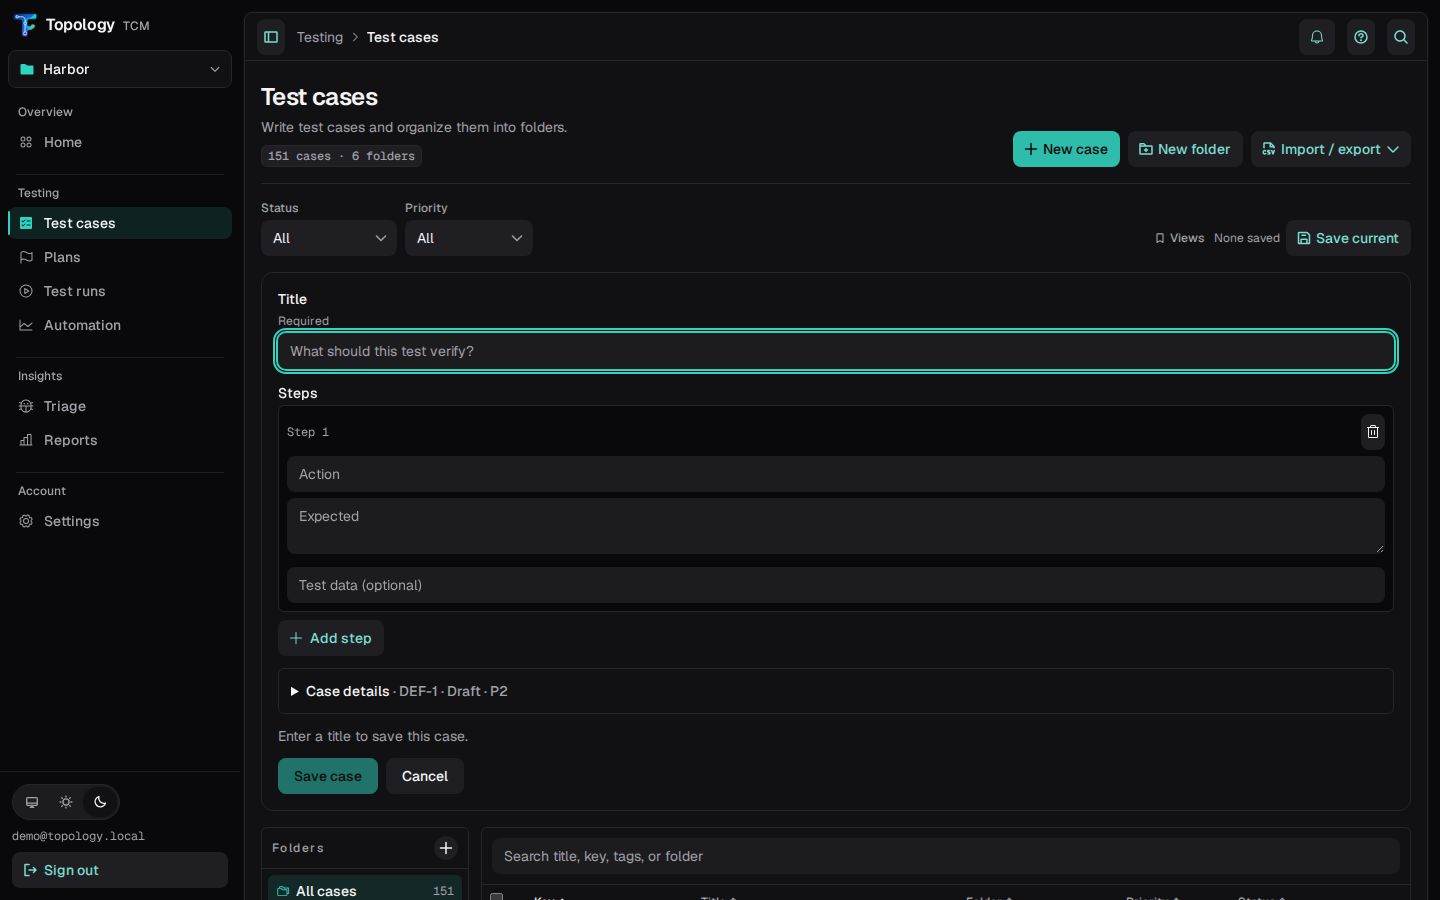 Topology TCM
Harbor
Overview
Home
Testing
Test cases
Plans
Test runs
Automation
Insights
Triage
Reports
Account
Settings
demo@topology.local
Sign out
Testing > Test cases
Test cases
Write test cases and organize them into folders.
151 cases · 6 folders
New case
New folder
Import / export
Status
All
Priority
All
Views None saved
Save current
Title
Required
What should this test verify?
Steps
Step 1
Action
Expected
Test data (optional)
Add step
Case details · DEF-1 · Draft · P2
Enter a title to save this case.
Save case
Cancel
Folders
All cases 151
Search title, key, tags, or folder